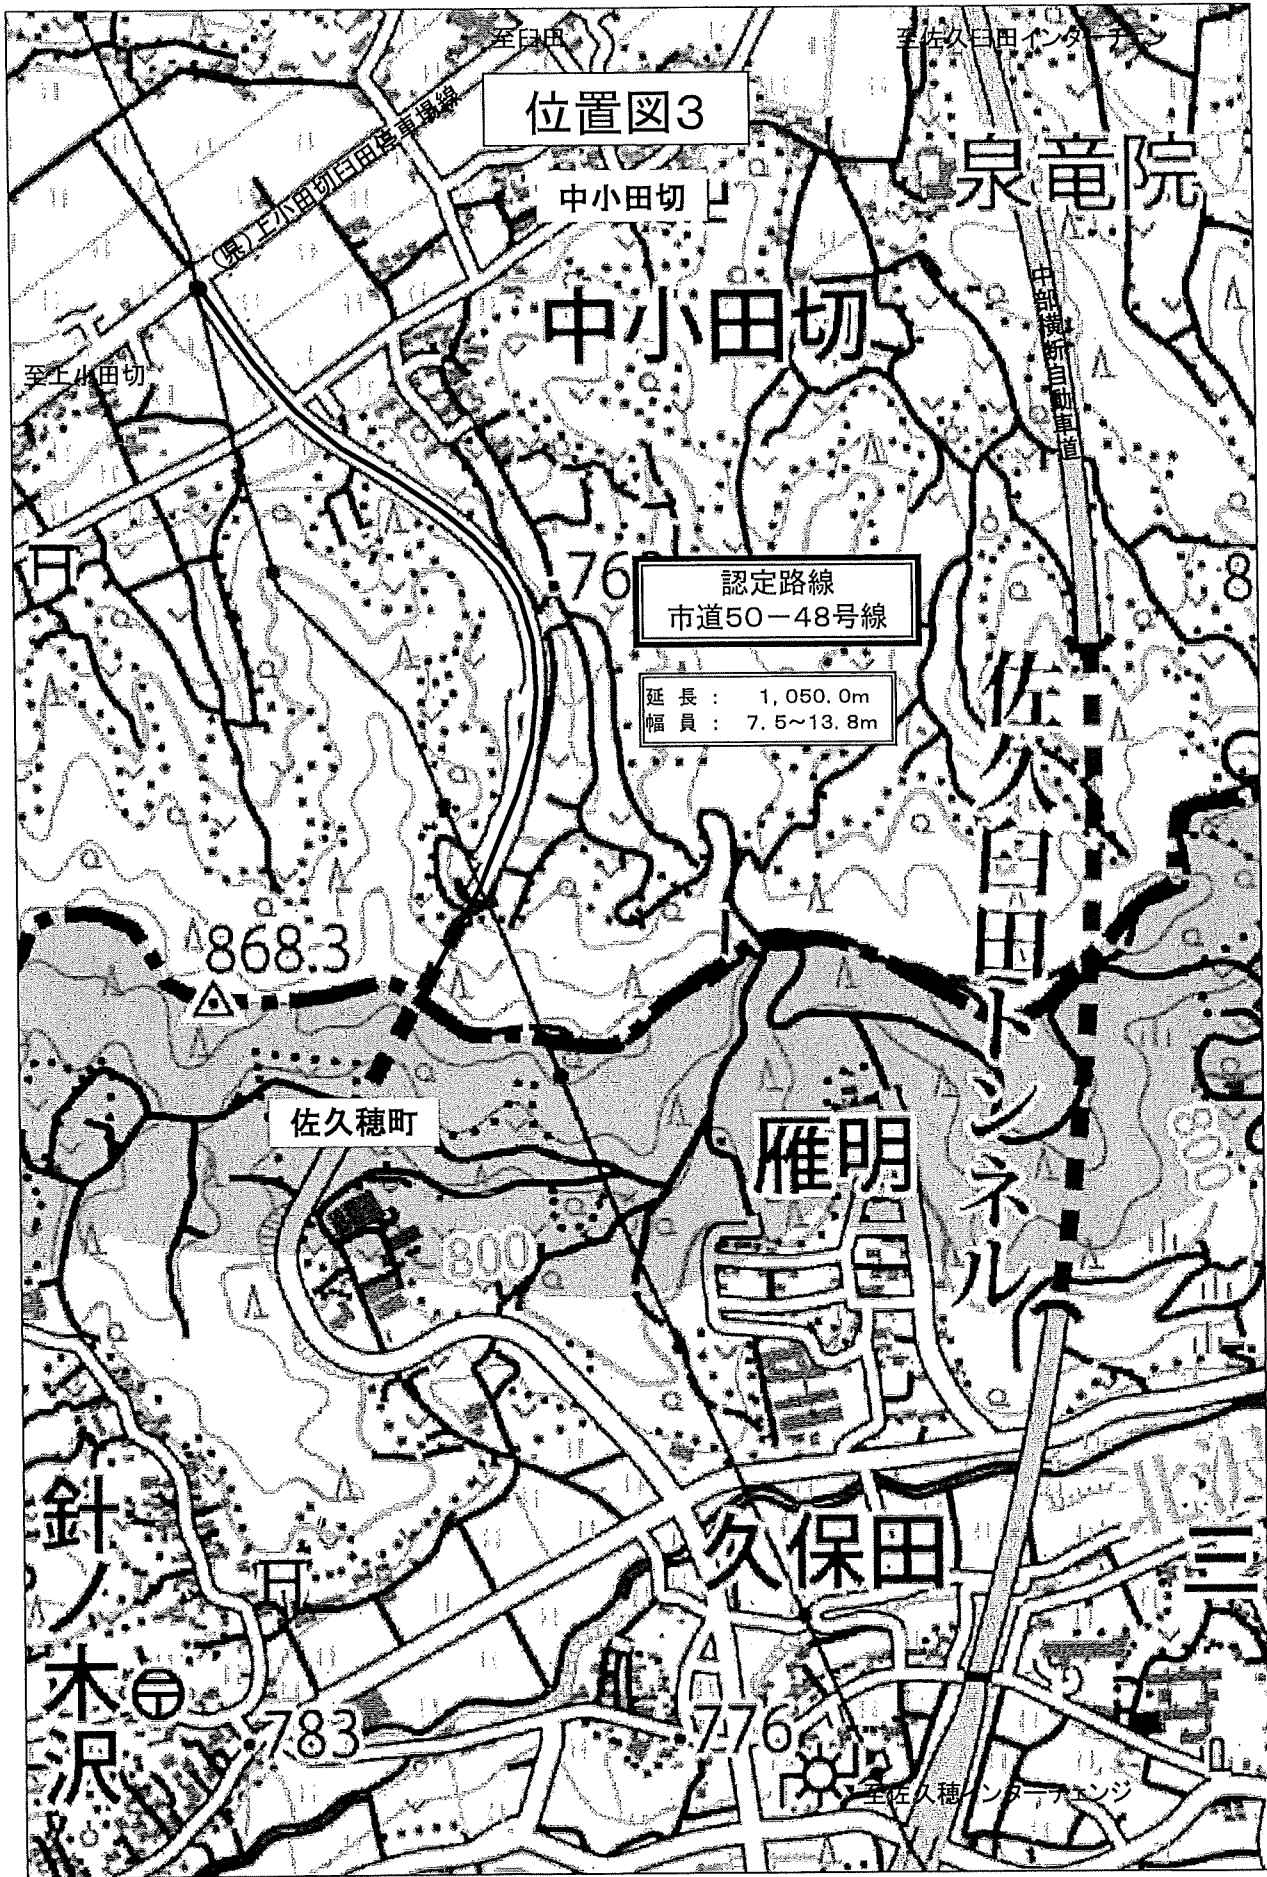 至臼田
至佐久臼田インターチェン
位置図3
泉竜院
中小田切
(県)上小田切臼田停車場線
中部横断自動車道
中小田切
至上小田切
76
認定路線
市道50－48号線
8
延長： 1,050.0m
幅員： 7.5～13.8m
佐久臼田トンネル
868.3
佐久穂町
雁明
800
800
針ノ木沢
久保田
三
783
776
至佐久穂インターチェンジ